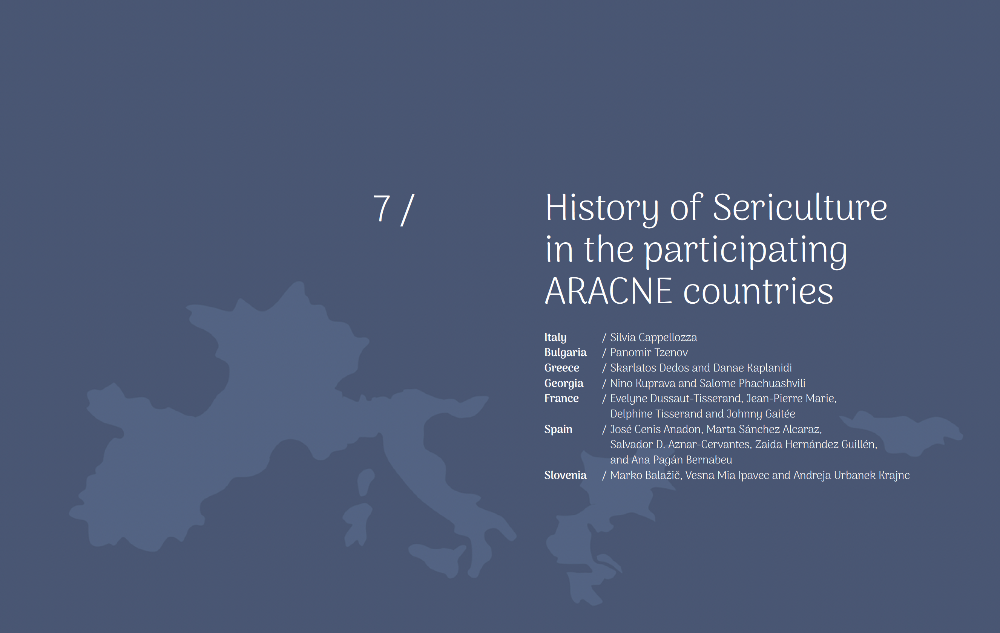 7 /
History of Sericulture
in the participating
ARACNE countries
Italy / Silvia Cappellozza
Bulgaria / Panomir Tzenov
Greece / Skarlatos Dedos and Danae Kaplanidi
Georgia / Nino Kuprava and Salome Phachuashvili
France / Evelyne Dussaut-Tisserand, Jean-Pierre Marie,
Delphine Tisserand and Johnny Gaitée
Spain / José Cenis Anadon, Marta Sánchez Alcaraz,
Salvador D. Aznar-Cervantes, Zaida Hernández Guillén,
and Ana Pagán Bernabeu
Slovenia / Marko Balažič, Vesna Mia Ipavec and Andreja Urbanek Krajnc